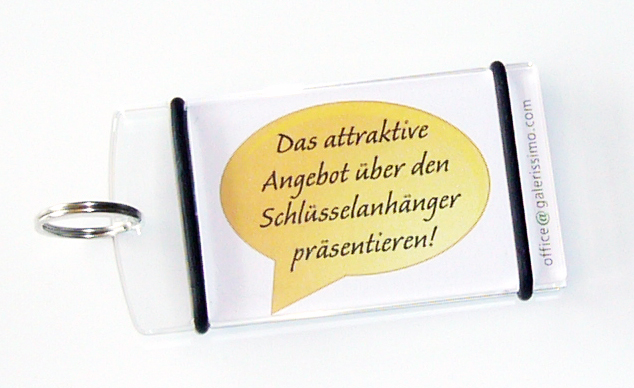 Das attraktive
Angebot über den
Schlüsselanhänger
präsentieren!
office@galerissimo.com